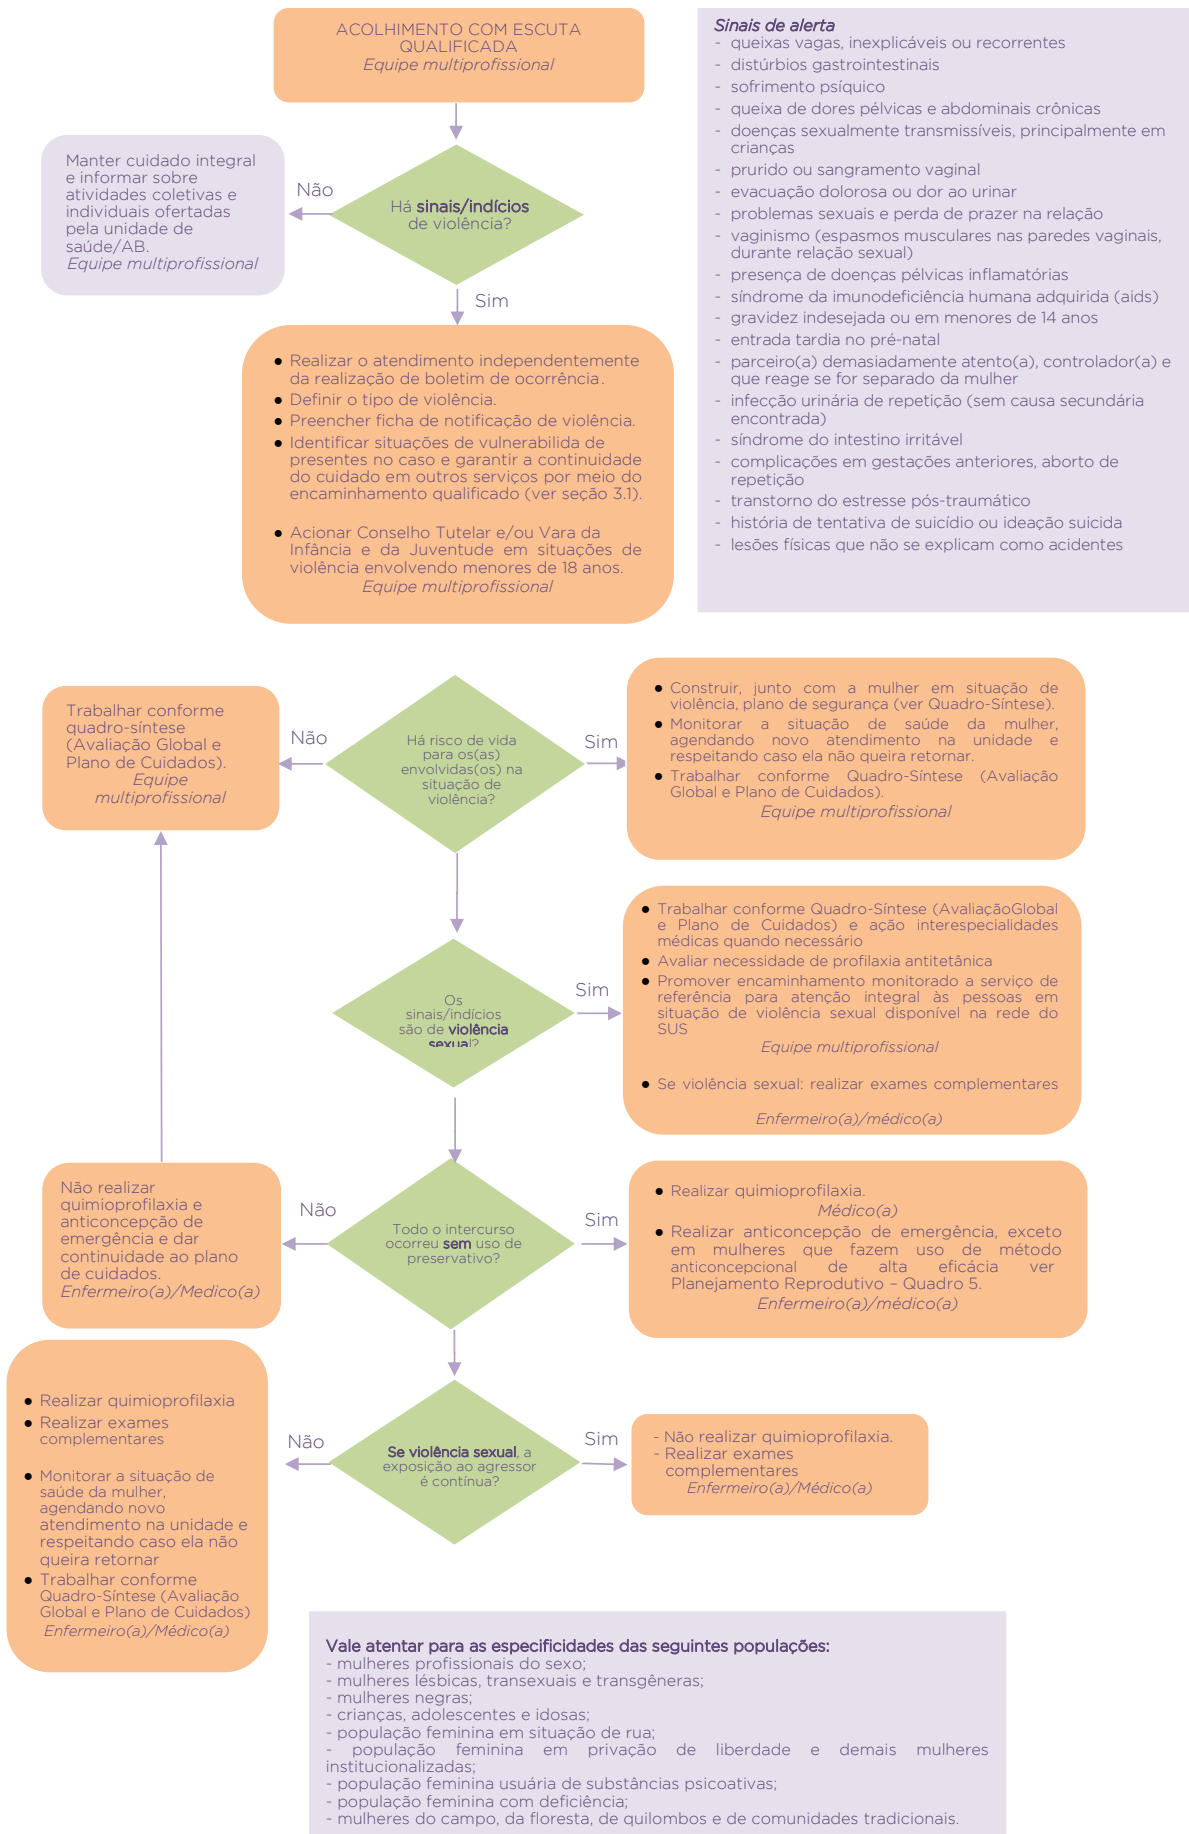 ACOLHIMENTO COM ESCUTA
QUALIFICADA
Equipe multiprofissional
Sinais de alerta
- queixas vagas, inexplicáveis ou recorrentes
- distúrbios gastrointestinais
- sofrimento psíquico
- queixa de dores pélvicas e abdominais crônicas
- doenças sexualmente transmissíveis, principalmente em
crianças
- prurido ou sangramento vaginal
- evacuação dolorosa ou dor ao urinar
- problemas sexuais e perda de prazer na relação
- vaginismo (espasmos musculares nas paredes vaginais,
durante relação sexual)
- presença de doenças pélvicas inflamatórias
- síndrome da imunodeficiência humana adquirida (aids)
- gravidez indesejada ou em menores de 14 anos
- entrada tardia no pré-natal
- parceiro(a) demasiadamente atento(a), controlador(a) e
que reage se for separado da mulher
- infecção urinária de repetição (sem causa secundária
encontrada)
- síndrome do intestino irritável
- complicações em gestações anteriores, aborto de
repetição
- transtorno do estresse pós-traumático
- história de tentativa de suicídio ou ideação suicida
- lesões físicas que não se explicam como acidentes
Há sinais/indícios
de violência?
Não
Manter cuidado integral
e informar sobre
atividades coletivas e
individuais ofertadas
pela unidade de
saúde/AB.
Equipe multiprofissional
Sim
● Realizar o atendimento independentemente
da realização de boletim de ocorrência.
● Definir o tipo de violência.
● Preencher ficha de notificação de violência.
● Identificar situações de vulnerabilida de
presentes no caso e garantir a continuidade
do cuidado em outros serviços por meio do
encaminhamento qualificado (ver seção 3.1).
● Acionar Conselho Tutelar e/ou Vara da
Infância e da Juventude em situações de
violência envolvendo menores de 18 anos.
Equipe multiprofissional
Há risco de vida
para os(as)
envolvidas(os) na
situação de
violência?
Não
Trabalhar conforme
quadro-síntese
(Avaliação Global e
Plano de Cuidados).
Equipe
multiprofissional
Sim
● Construir, junto com a mulher em situação de
violência, plano de segurança (ver Quadro-Síntese).
● Monitorar a situação de saúde da mulher,
agendando novo atendimento na unidade e
respeitando caso ela não queira retornar.
● Trabalhar conforme Quadro-Síntese (Avaliação
Global e Plano de Cuidados).
Equipe multiprofissional
Os
sinais/indícios
são de violência
sexual?
Sim
● Trabalhar conforme Quadro-Síntese (AvaliaçãoGlobal
e Plano de Cuidados) e ação interespecialidades
médicas quando necessário
● Avaliar necessidade de profilaxia antitetânica
● Promover encaminhamento monitorado a serviço de
referência para atenção integral às pessoas em
situação de violência sexual disponível na rede do
SUS
Equipe multiprofissional
● Se violência sexual: realizar exames complementares
Enfermeiro(a)/médico(a)
Todo o intercurso
ocorreu sem uso de
preservativo?
Não
Não realizar
quimioprofilaxia e
anticoncepção de
emergência e dar
continuidade ao plano
de cuidados.
Enfermeiro(a)/Medico(a)
Sim
● Realizar quimioprofilaxia.
Médico(a)
● Realizar anticoncepção de emergência, exceto
em mulheres que fazem uso de método
anticoncepcional de alta eficácia ver
Planejamento Reprodutivo – Quadro 5.
Enfermeiro(a)/médico(a)
Se violência sexual, a
exposição ao agressor
é contínua?
Não
● Realizar quimioprofilaxia
● Realizar exames
complementares
● Monitorar a situação de
saúde da mulher,
agendando novo
atendimento na unidade e
respeitando caso ela não
queira retornar
● Trabalhar conforme
Quadro-Síntese (Avaliação
Global e Plano de Cuidados)
Enfermeiro(a)/Médico(a)
Sim
- Não realizar quimioprofilaxia.
- Realizar exames
complementares
Enfermeiro(a)/Médico(a)
Vale atentar para as especificidades das seguintes populações:
- mulheres profissionais do sexo;
- mulheres lésbicas, transexuais e transgêneras;
- mulheres negras;
- crianças, adolescentes e idosas;
- população feminina em situação de rua;
- população feminina em privação de liberdade e demais mulheres
institucionalizadas;
- população feminina usuária de substâncias psicoativas;
- população feminina com deficiência;
- mulheres do campo, da floresta, de quilombos e de comunidades tradicionais.